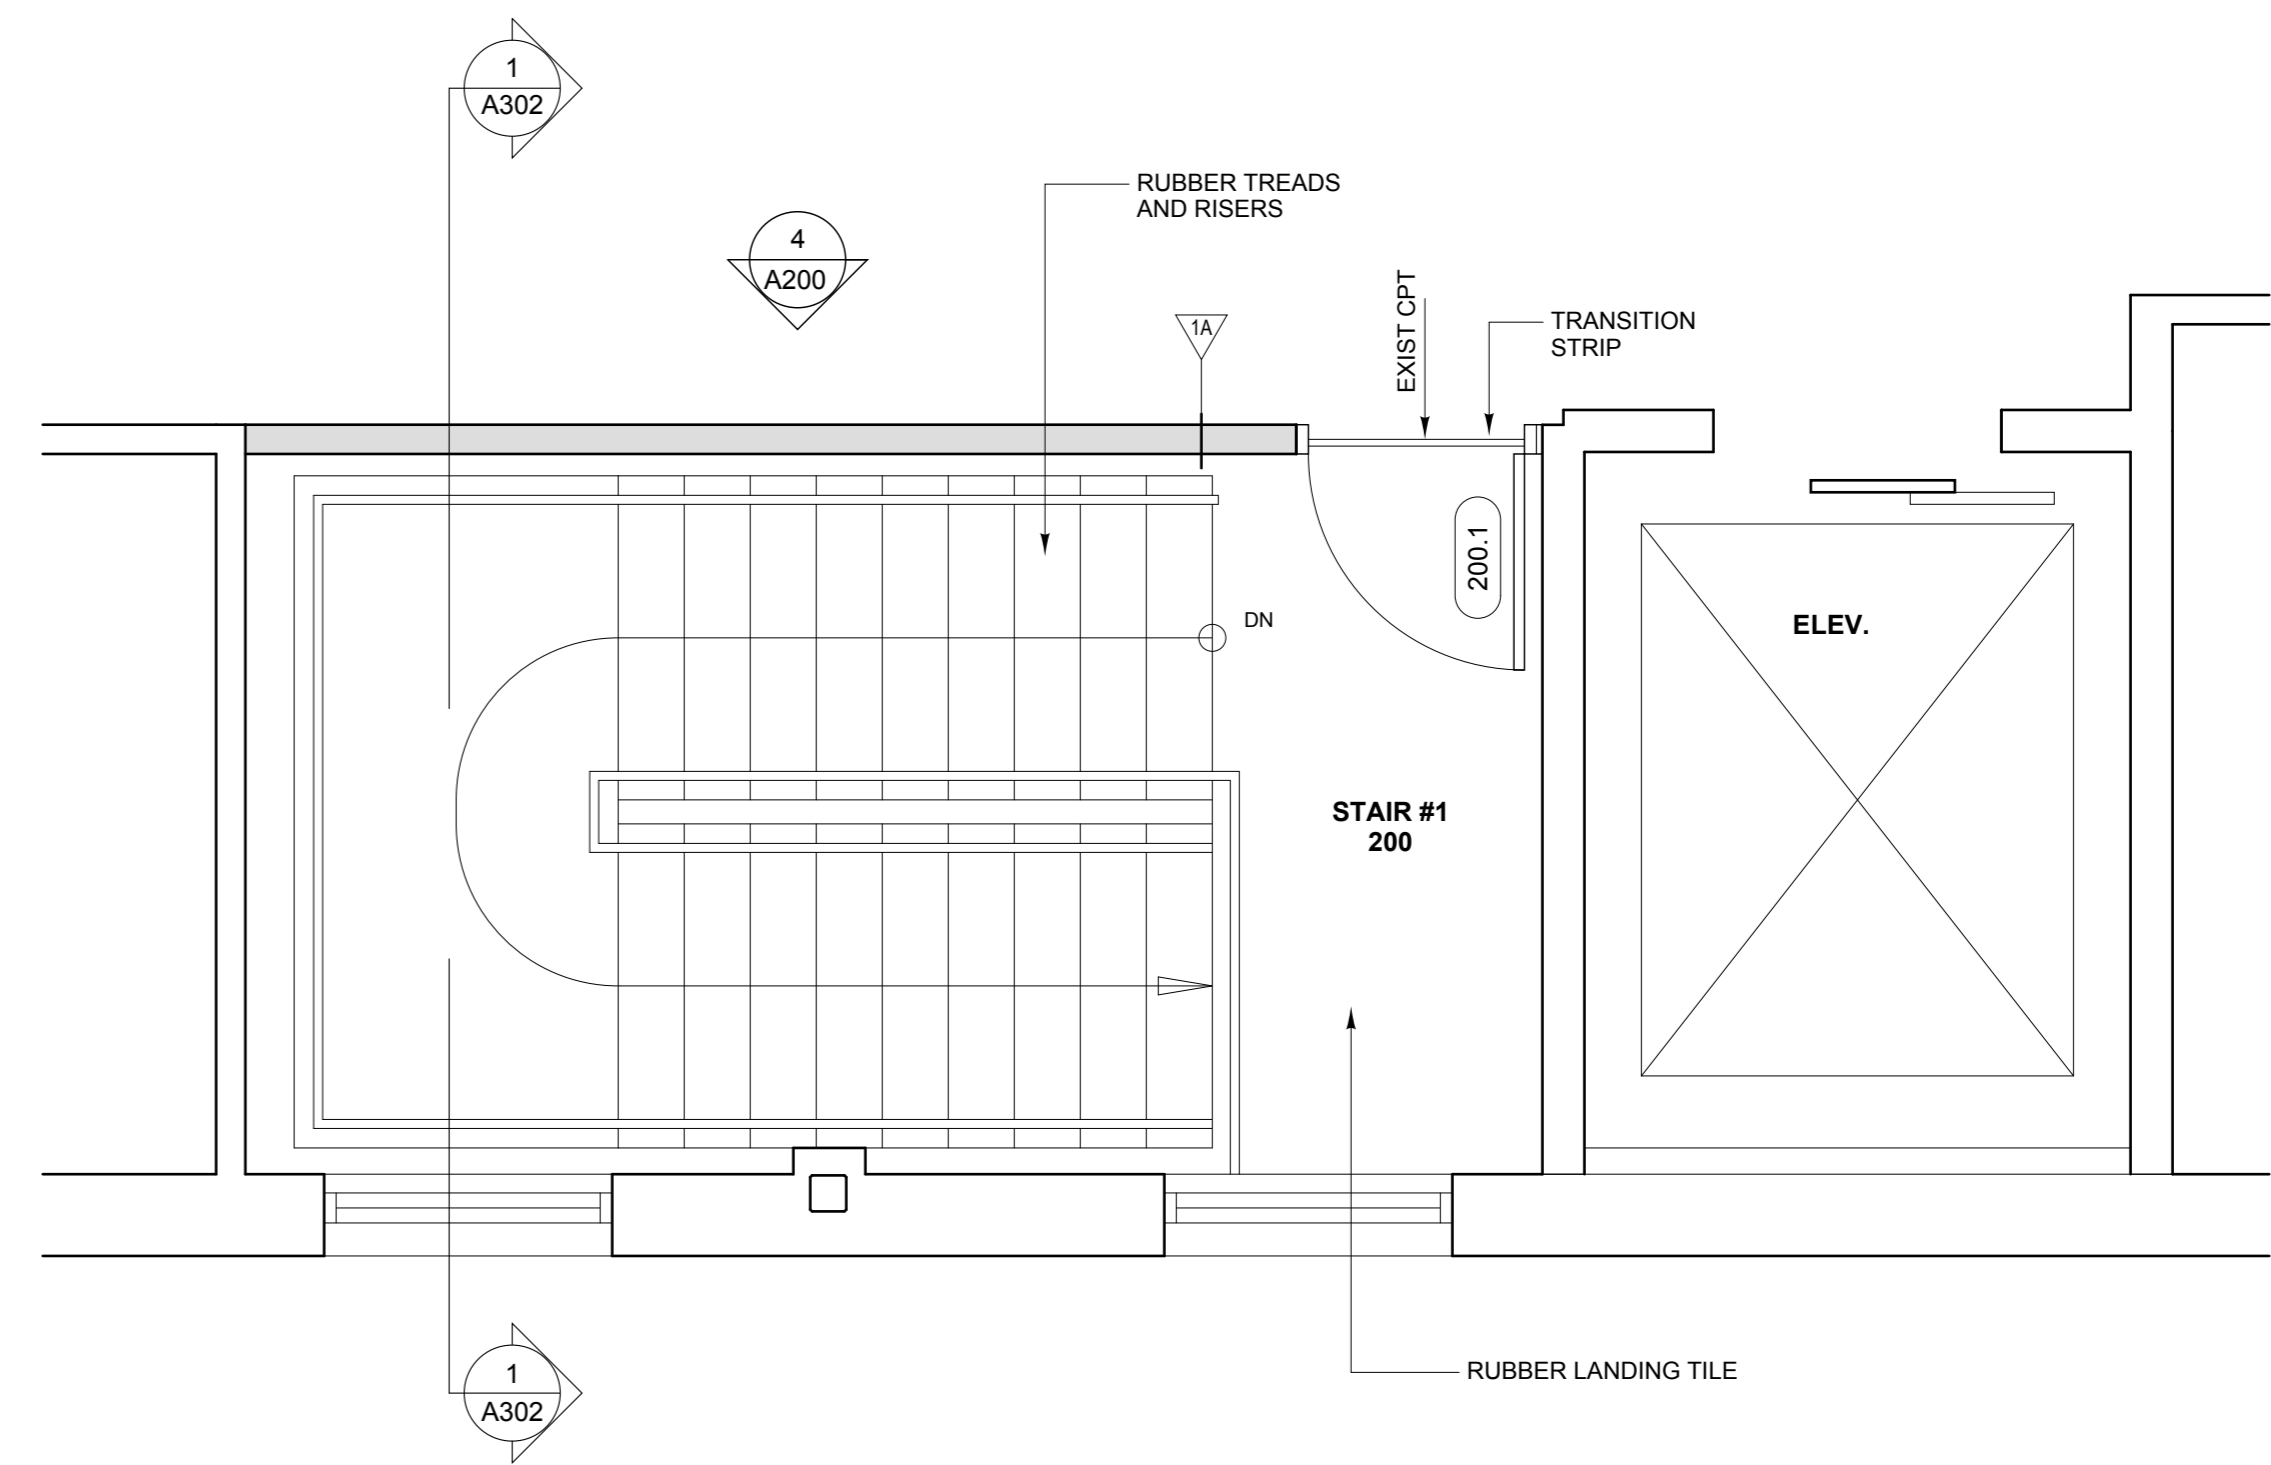 1
A302
RUBBER TREADS
AND RISERS
4
A200
1A
EXIST CPT
TRANSITION
STRIP
200.1
DN
ELEV.
STAIR #1
200
RUBBER LANDING TILE
1
A302